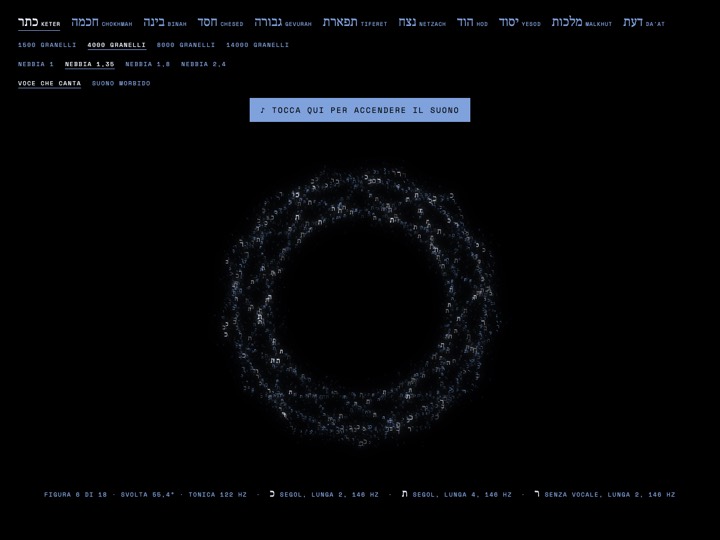 כתר KETER חכמה CHOKHMAH בינה BINAH חסד CHESED גבורה GEVURAH תפארת TIFERET נצח NETZACH הוד HOD יסוד YESOD מלכות MALKHUT דעת DA'AT
1500 GRANELLI 4000 GRANELLI 8000 GRANELLI 14000 GRANELLI
NEBBIA 1 NEBBIA 1,35 NEBBIA 1,8 NEBBIA 2,4
VOCE CHE CANTA SUONO MORBIDO
♪ TOCCA QUI PER ACCENDERE IL SUONO
FIGURA 6 DI 18 · SVOLTA 55,4° · TONICA 122 HZ · כ SEGOL, LUNGA 2, 146 HZ · ת SEGOL, LUNGA 4, 146 HZ · ר SENZA VOCALE, LUNGA 2, 146 HZ